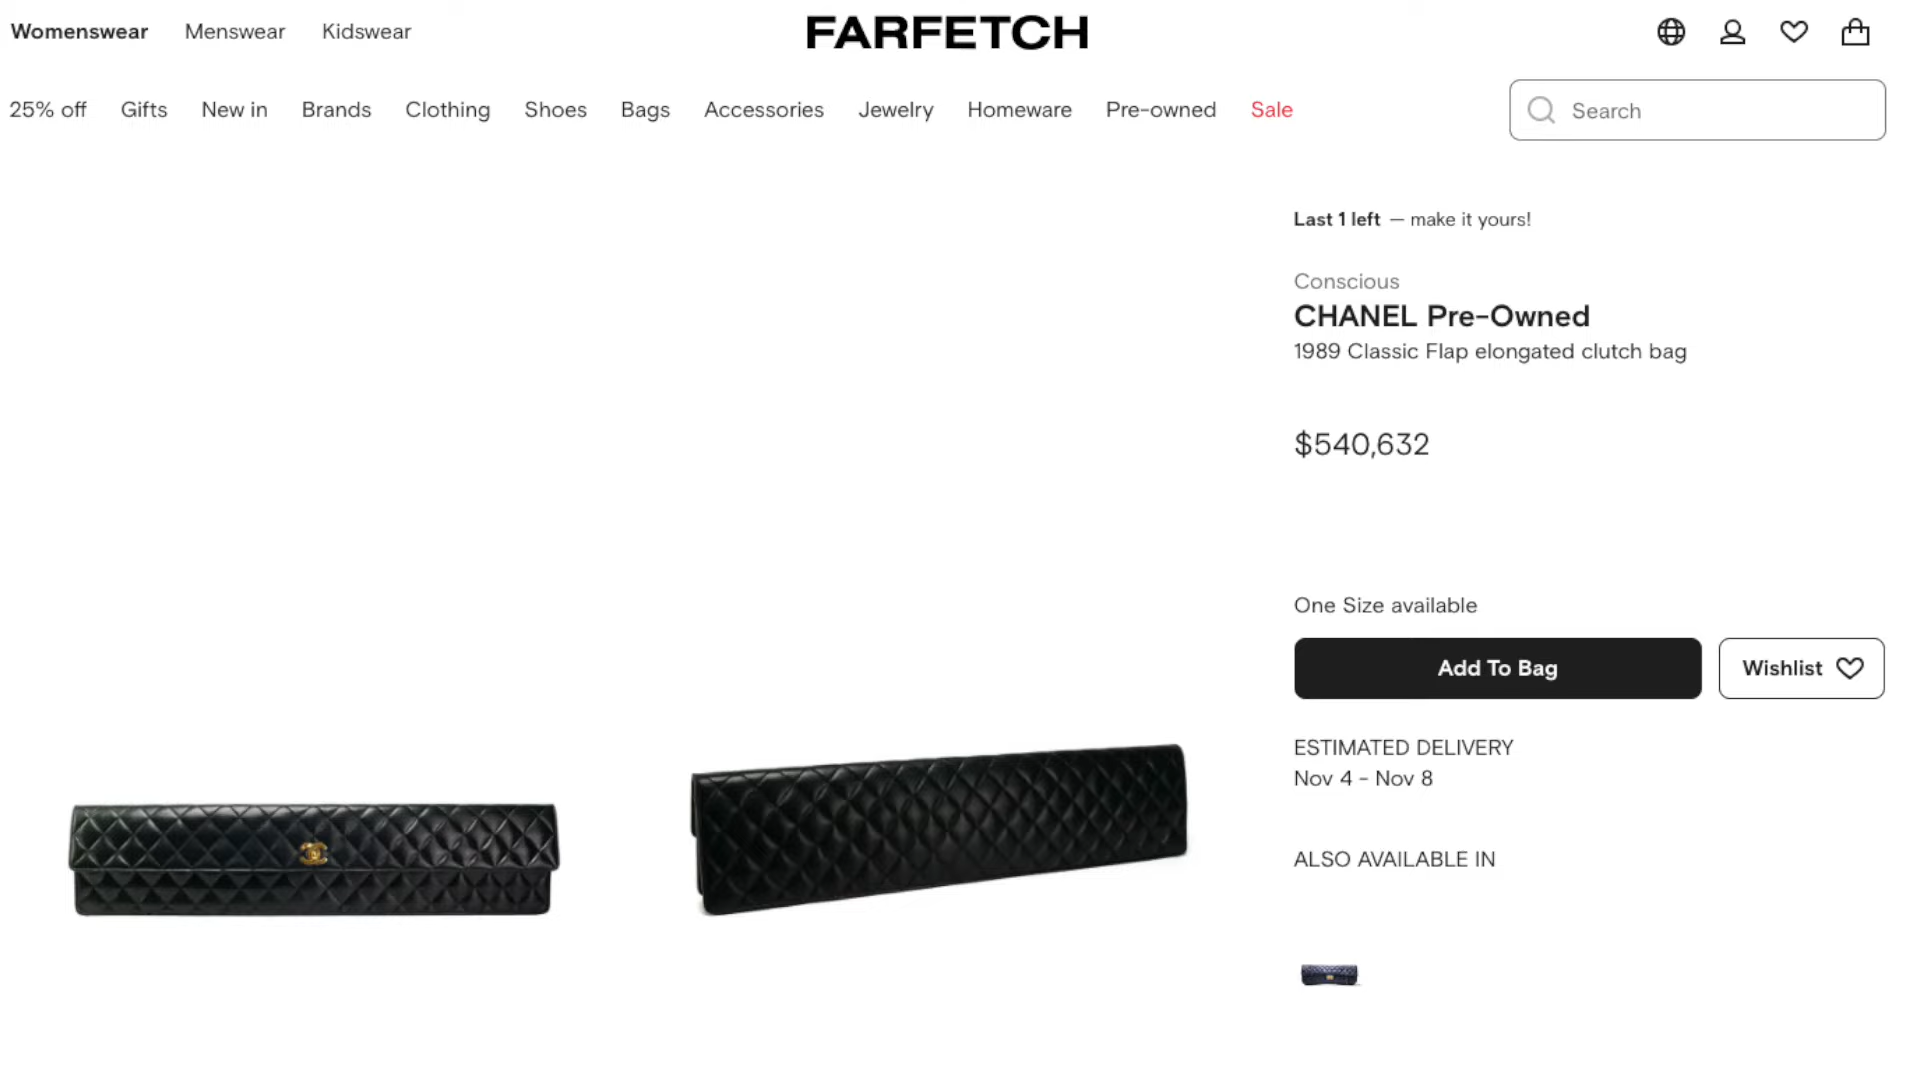 Womenswear Menswear Kidswear
FARFETCH
25% off Gifts New in Brands Clothing Shoes Bags Accessories Jewelry Homeware Pre-owned Sale
Search
Last 1 left — make it yours!
Conscious
CHANEL Pre-Owned
1989 Classic Flap elongated clutch bag
$540,632
One Size available
Add To Bag
Wishlist
ESTIMATED DELIVERY
Nov 4 - Nov 8
ALSO AVAILABLE IN